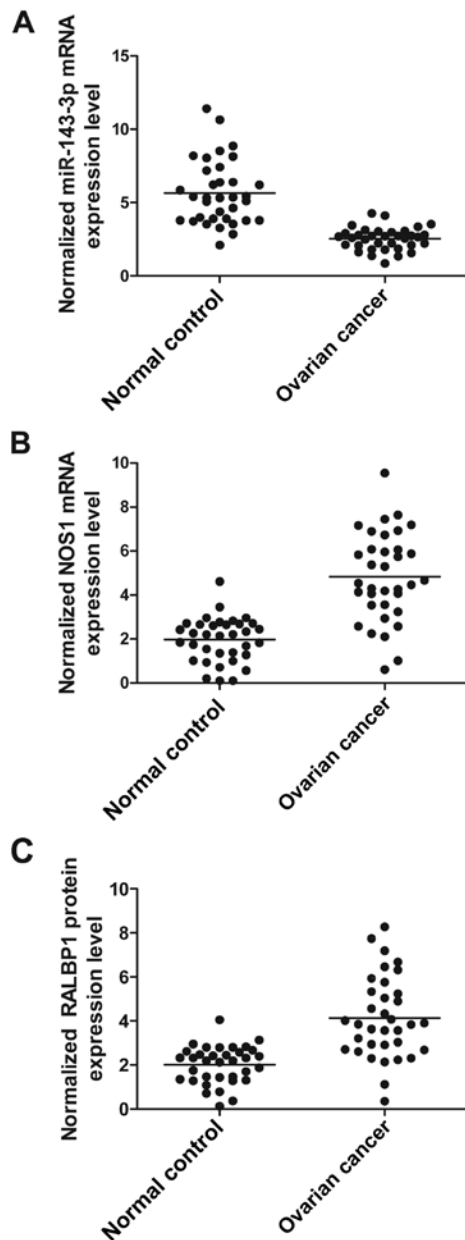 A
Normalized miR-143-3p mRNA
expression level
15
10
5
0
Normal control
Ovarian cancer
B
Normalized NOS1 mRNA
expression level
10
8
6
4
2
0
Normal control
Ovarian cancer
C
Normalized RALBP1 protein
expression level
10
8
6
4
2
0
Normal control
Ovarian cancer